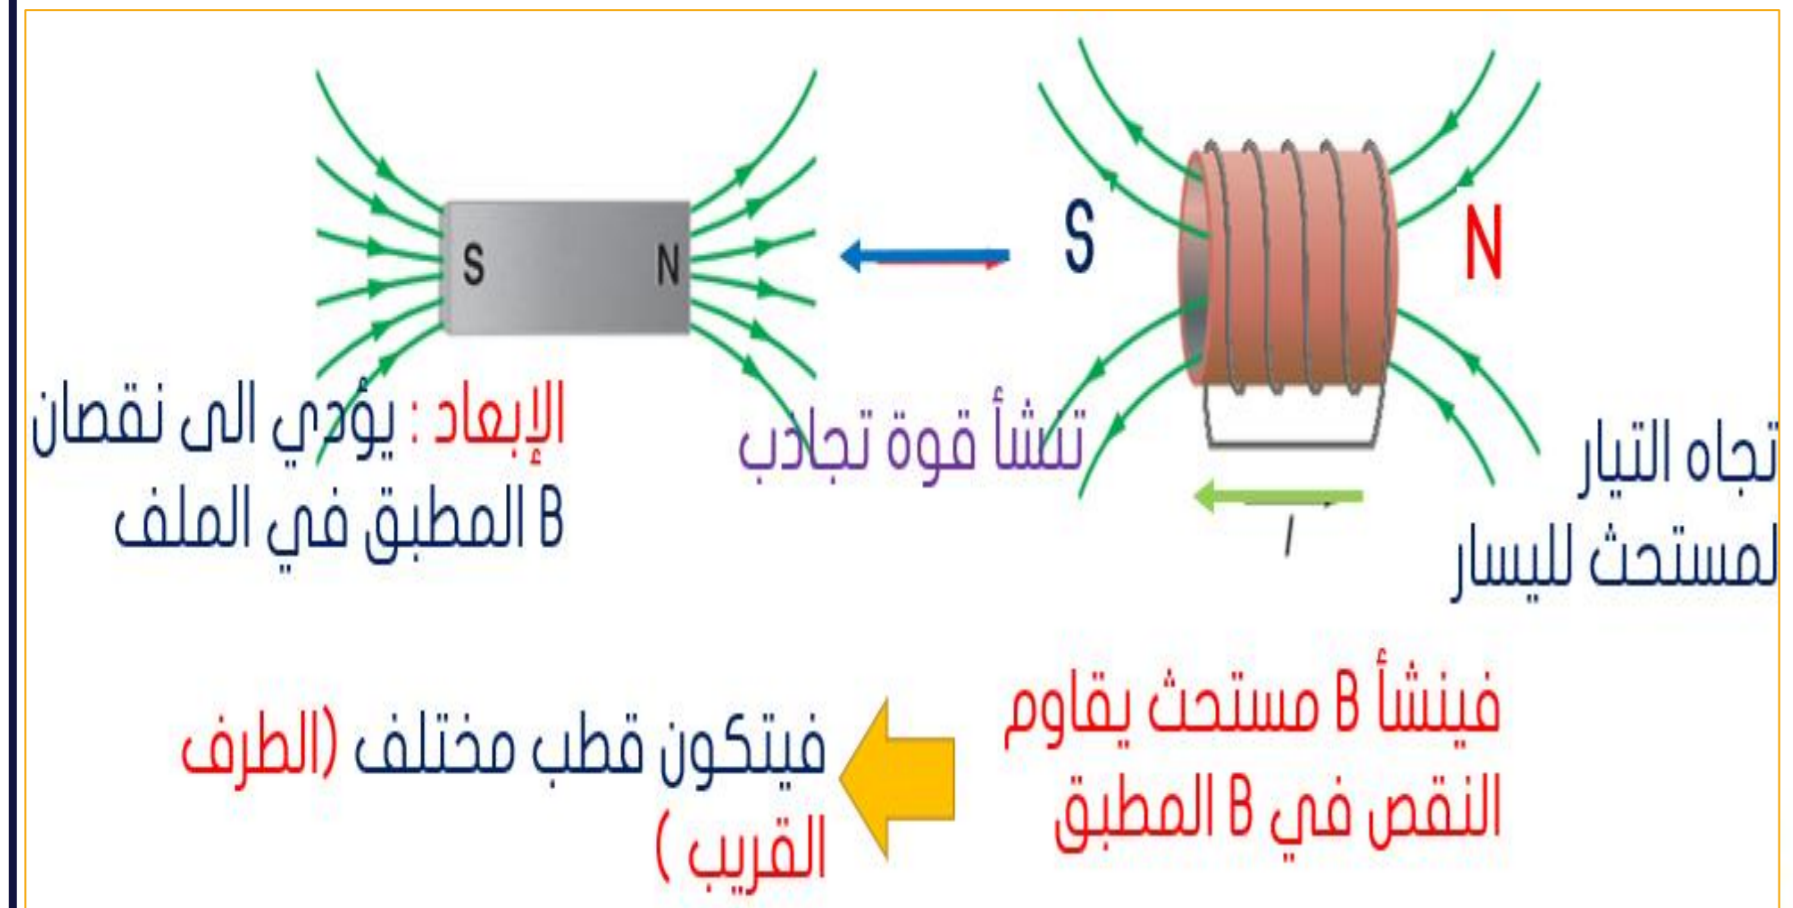 S
N
S
N
الإبعاد : يؤدي الى نقصان
B المطبق في الملف
تنشأ قوة تجاذب
I
تجاه التيار
لمستحث لليسار
فينشأ B مستحث يقاوم
النقص في B المطبق
فيتكون قطب مختلف (الطرف
القريب )